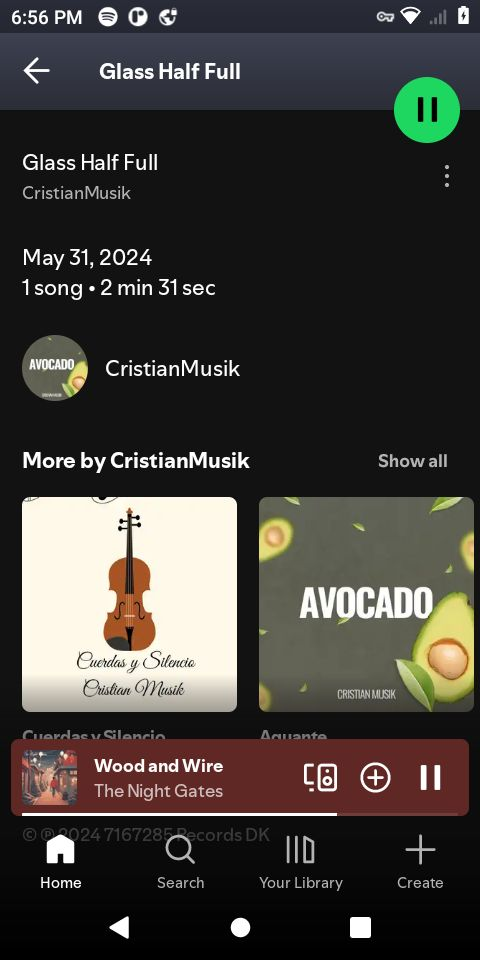 6:56 PM
Glass Half Full
Glass Half Full
CristianMusik
May 31, 2024
1 song • 2 min 31 sec
AVOCADO
CristianMusik
More by CristianMusik
Show all
Cuerdas y Silencio
Cristian Musik
AVOCADO
CRISTIAN MUSIK
Cuerdas y Silencio
Aguante
Wood and Wire
The Night Gates
© ℗ 2024 7167285 Records DK
Home
Search
Your Library
Create